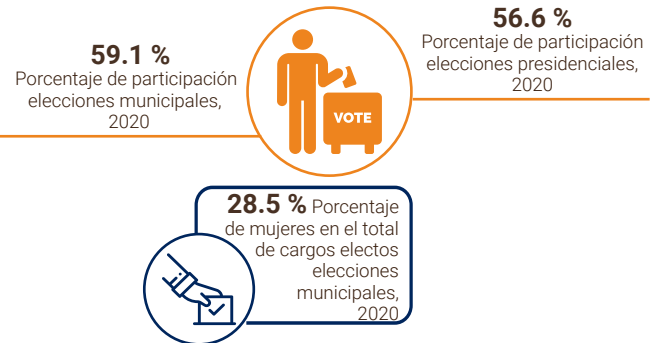 59.1 %
Porcentaje de participación
elecciones municipales,
2020
VOTE
56.6 %
Porcentaje de participación
elecciones presidenciales,
2020
28.5 % Porcentaje
de mujeres en el total
de cargos electos
elecciones
municipales,
2020